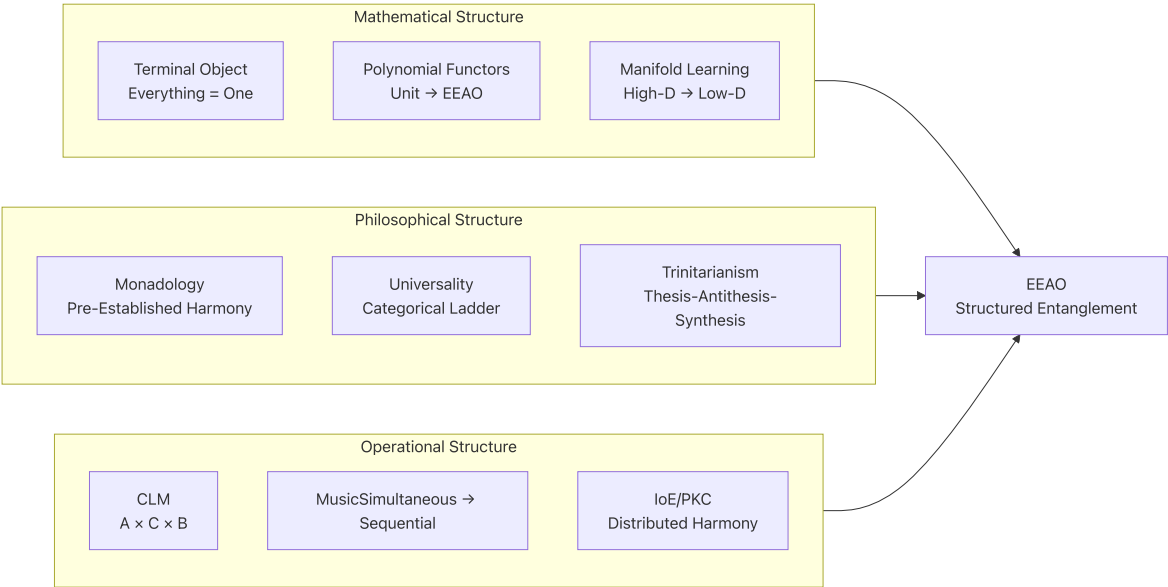 Mathematical Structure
Terminal Object
Everything = One
Polynomial Functors
Unit → EEAO
Manifold Learning
High-D → Low-D
Philosophical Structure
Monadology
Pre-Established Harmony
Universality
Categorical Ladder
Trinitarianism
Thesis-Antithesis-
Synthesis
EEAO
Structured Entanglement
Operational Structure
CLM
A × C × B
MusicSimultaneous →
Sequential
IoE/PKC
Distributed Harmony